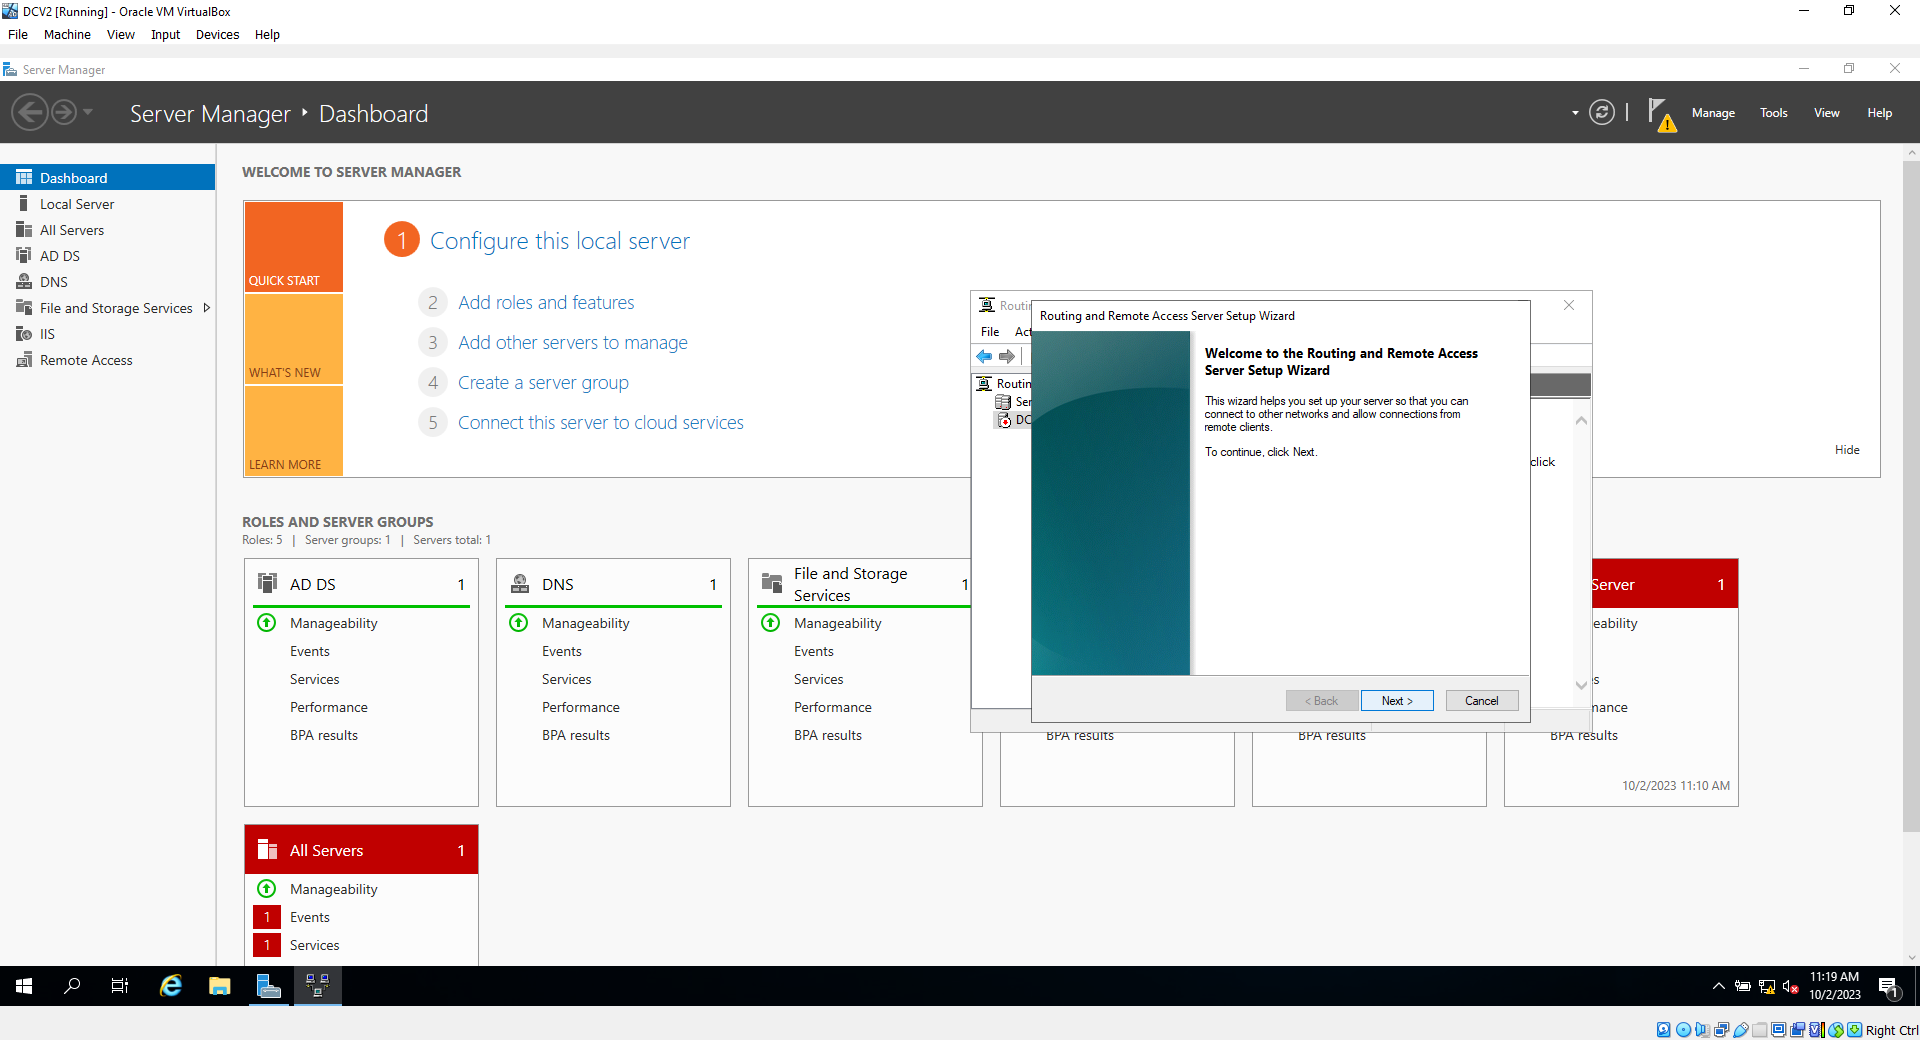 DCV2 [Running] - Oracle VM VirtualBox
File Machine View Input Devices Help
Server Manager
Server Manager Dashboard
Manage Tools View Help
Dashboard
Local Server
All Servers
AD DS
DNS
File and Storage Services
IIS
Remote Access
WELCOME TO SERVER MANAGER
QUICK START
WHAT'S NEW
LEARN MORE
1 Configure this local server
2 Add roles and features
3 Add other servers to manage
4 Create a server group
5 Connect this server to cloud services
Hide
File
click
Routing and Remote Access Server Setup Wizard
Welcome to the Routing and Remote Access
Server Setup Wizard
This wizard helps you set up your server so that you can
connect to other networks and allow connections from
remote clients.
To continue, click Next.
< Back Next > Cancel
ROLES AND SERVER GROUPS
Roles: 5 | Server groups: 1 | Servers total: 1
AD DS 1
Manageability
Events
Services
Performance
BPA results
DNS 1
Manageability
Events
Services
Performance
BPA results
File and Storage
Services
1
Manageability
Events
Services
Performance
BPA results
BPA results
BPA results
Server 1
BPA results
10/2/2023 11:10 AM
All Servers 1
Manageability
1 Events
1 Services
11:19 AM
10/2/2023
1
Right Ctrl